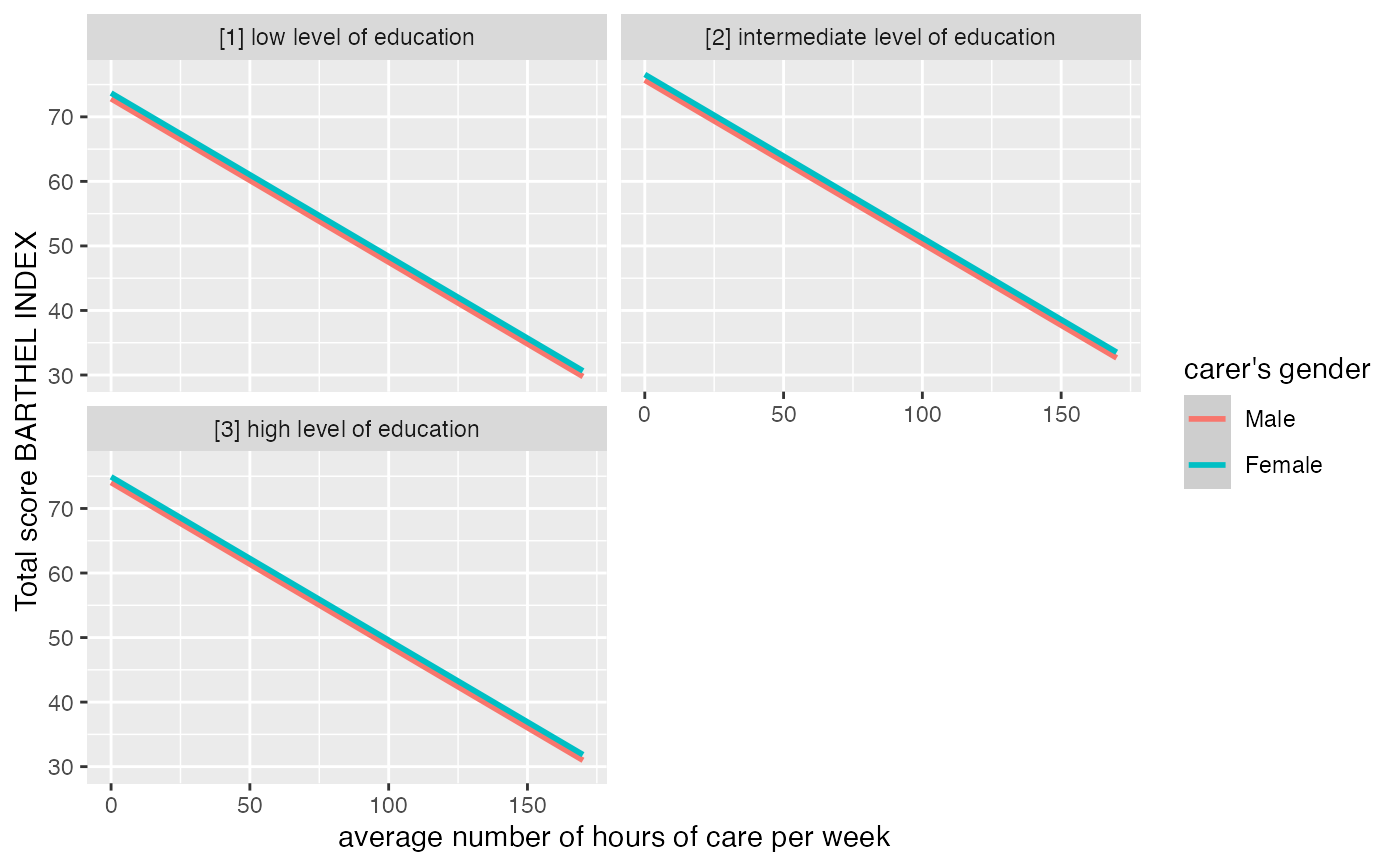 [1] low level of education
[2] intermediate level of education
70
60
50
40
30
0
50
100
150
[3] high level of education
70
60
50
40
30
0
50
100
150
Total score BARTHEL INDEX
average number of hours of care per week
carer's gender
Male
Female